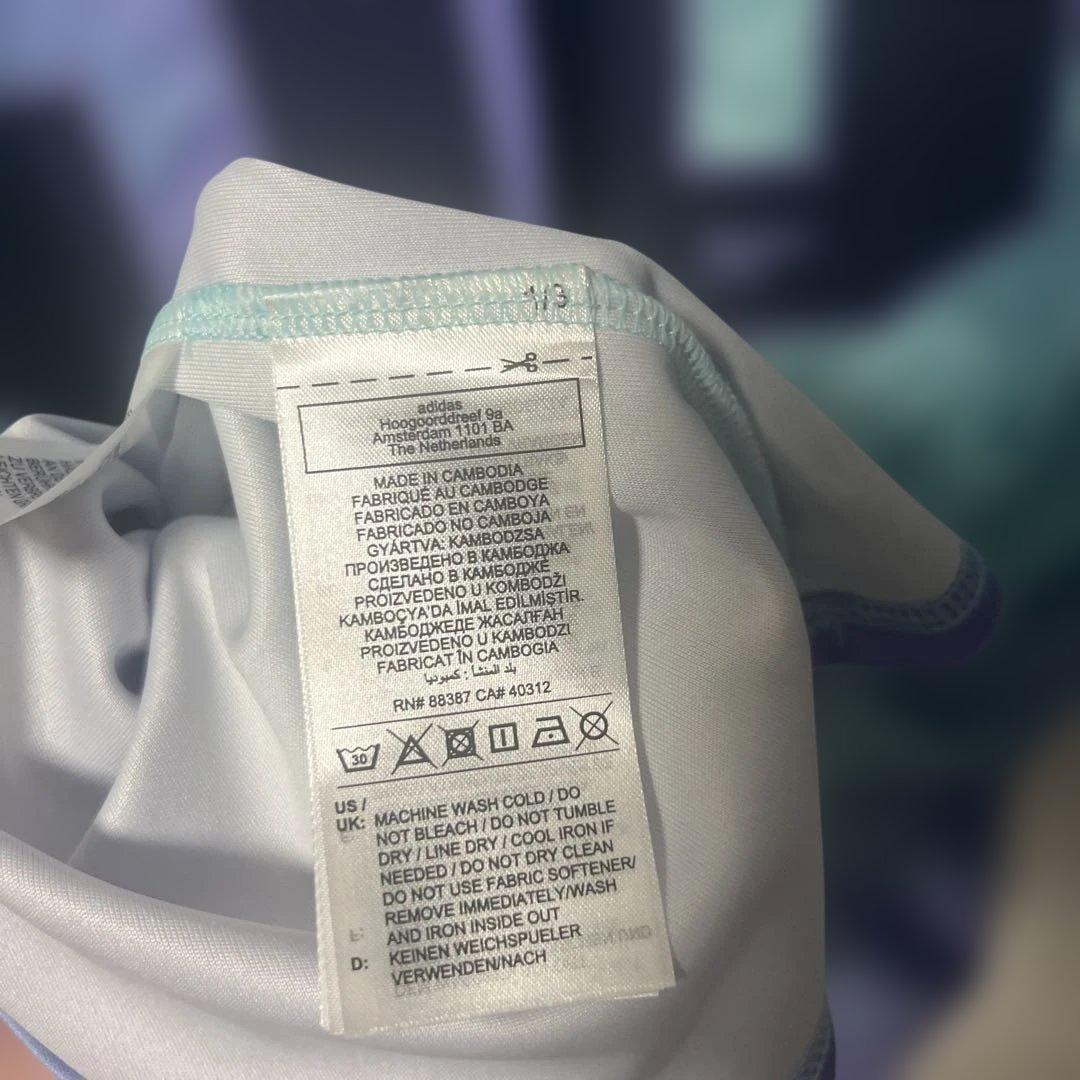 1/3
adidas
Hoogoorddreef 9a
Amsterdam 1101 BA
The Netherlands
MADE IN CAMBODIA
FABRIQUÉ AU CAMBODGE
FABRICADO EN CAMBOYA
FABRICADO NO CAMBOJA
GYÁRTVA: KAMBODZSA
ПРОИЗВЕДЕНО В КАМБОДЖА
СДЕЛАНО В КАМБОДЖЕ
PROIZVEDENO U KOMBODŽI
KAMBOÇYA'DA İMAL EDİLMİŞTİR.
КАМБОДЖЕДЕ ЖАСАЛҒАН
PROIZVEDENO U KAMBODZI
FABRICAT ÎN CAMBOGIA
بلد المنشأ : كمبوديا
RN# 88387 CA# 40312
30
US /
UK: MACHINE WASH COLD / DO
NOT BLEACH / DO NOT TUMBLE
DRY / LINE DRY / COOL IRON IF
NEEDED / DO NOT DRY CLEAN
DO NOT USE FABRIC SOFTENER/
REMOVE IMMEDIATELY/WASH
AND IRON INSIDE OUT
D: KEINEN WEICHSPUELER
VERWENDEN/NACH